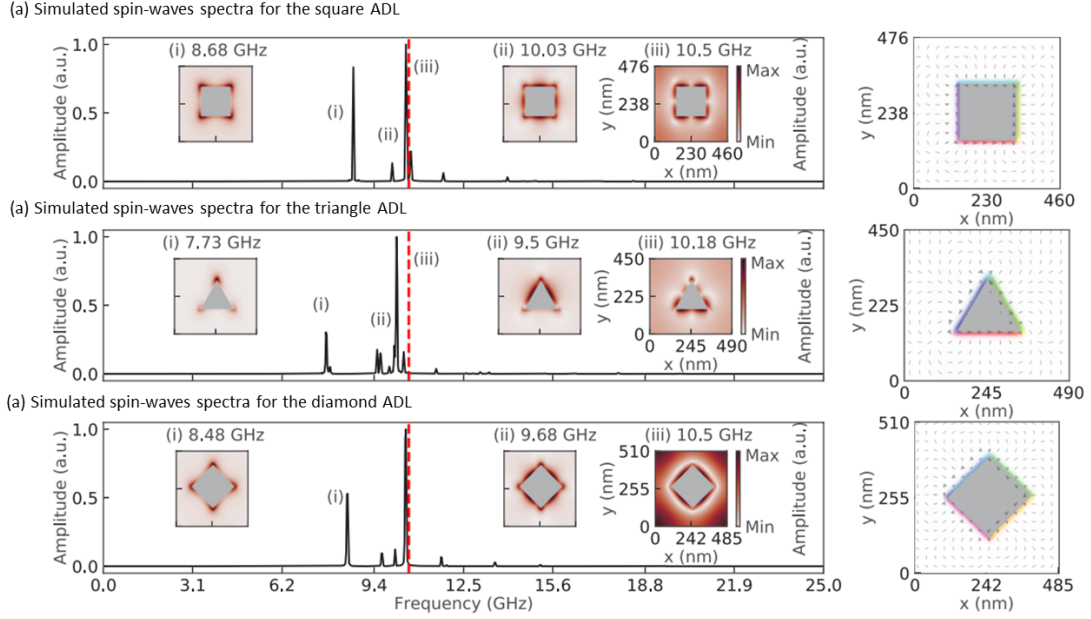 (a) Simulated spin-waves spectra for the square ADL
Amplitude (a.u.)
1.0
0.5
0.0
(i) 8.68 GHz
(i)
(ii)
(iii)
(ii) 10.03 GHz
(iii) 10.5 GHz
y (nm)
476
238
0
0 230 460
x (nm)
Max
Min
Amplitude (a.u.)
y (nm)
476
238
0
0 230 460
x (nm)
(a) Simulated spin-waves spectra for the triangle ADL
Amplitude (a.u.)
1.0
0.5
0.0
(i) 7.73 GHz
(i)
(ii)
(iii)
(ii) 9.5 GHz
(iii) 10.18 GHz
y (nm)
450
225
0
0 245 490
x (nm)
Max
Min
Amplitude (a.u.)
y (nm)
450
225
0
0 245 490
x (nm)
(a) Simulated spin-waves spectra for the diamond ADL
Amplitude (a.u.)
1.0
0.5
0.0
(i) 8.48 GHz
(i)
(ii) 9.68 GHz
(iii) 10.5 GHz
y (nm)
510
255
0
0 242 485
x (nm)
Max
Min
Amplitude (a.u.)
y (nm)
510
255
0
0 242 485
x (nm)
0.0 3.1 6.2 9.4 12.5 15.6 18.8 21.9 25.0
Frequency (GHz)